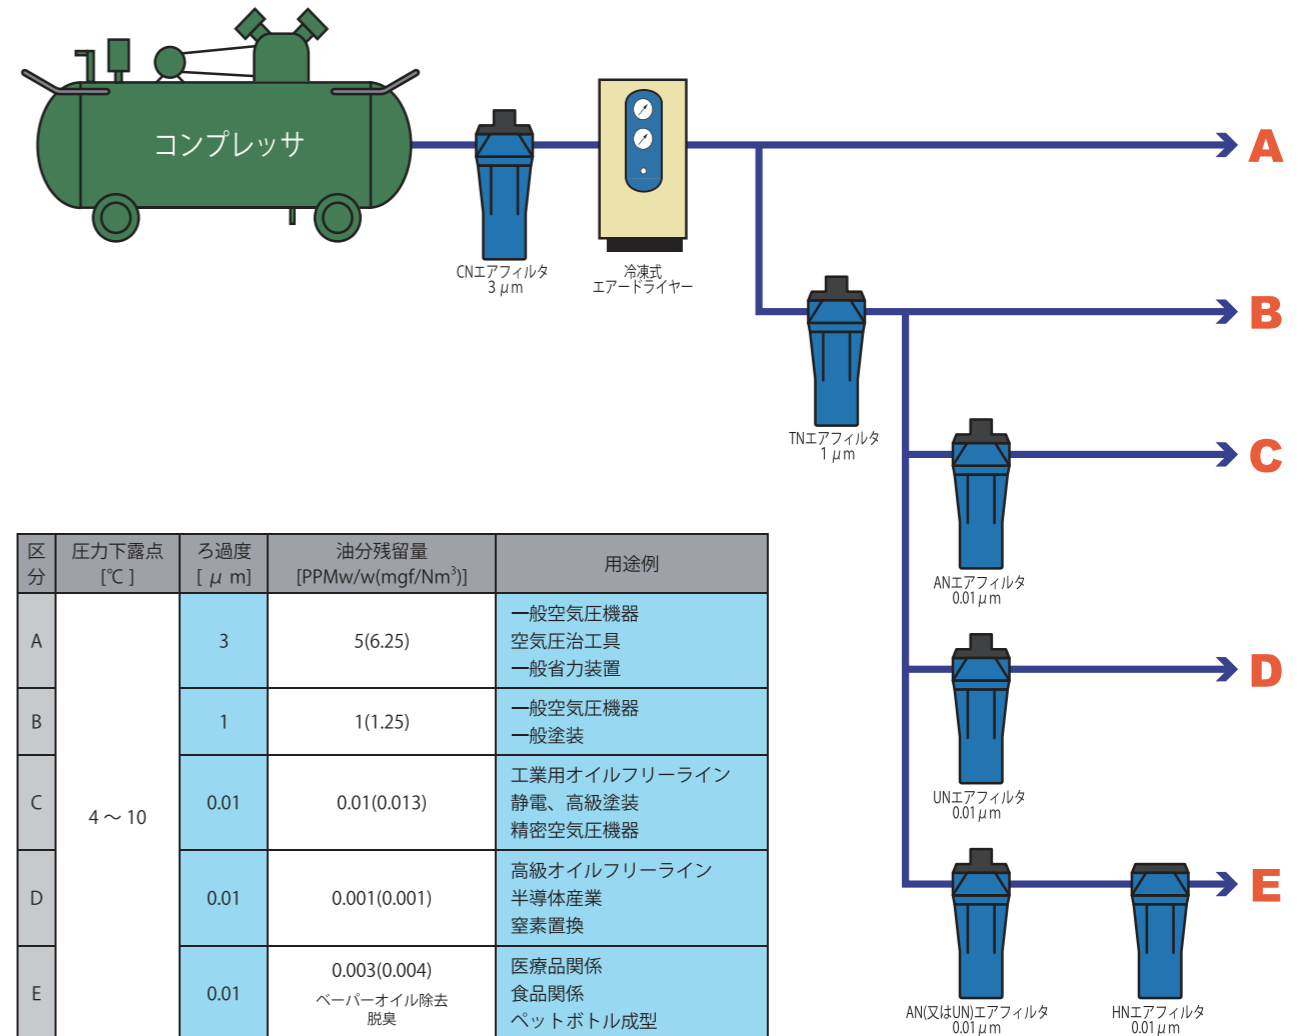 コンプレッサ
A
CNエアフィルタ
3μm
冷凍式
エアードライヤー
B
TNエアフィルタ
1μm
C
ANエアフィルタ
0.01μm
D
UNエアフィルタ
0.01μm
E
AN(又はUN)エアフィルタ
0.01μm
HNエアフィルタ
0.01μm
区分 圧力下露点[℃] ろ過度[μm] 油分残留量[PPMw/w(mgf/Nm³)] 用途例
A 4～10 3 5(6.25) 一般空気圧機器
空気圧治工具
一般省力装置
B 1 1(1.25) 一般空気圧機器
一般塗装
C 0.01 0.01(0.013) 工業用オイルフリーライン
静電、高級塗装
精密空気圧機器
D 0.01 0.001(0.001) 高級オイルフリーライン
半導体産業
窒素置換
E 0.01 0.003(0.004) ベーパーオイル除去 脱臭 医療品関係
食品関係
ペットボトル成型